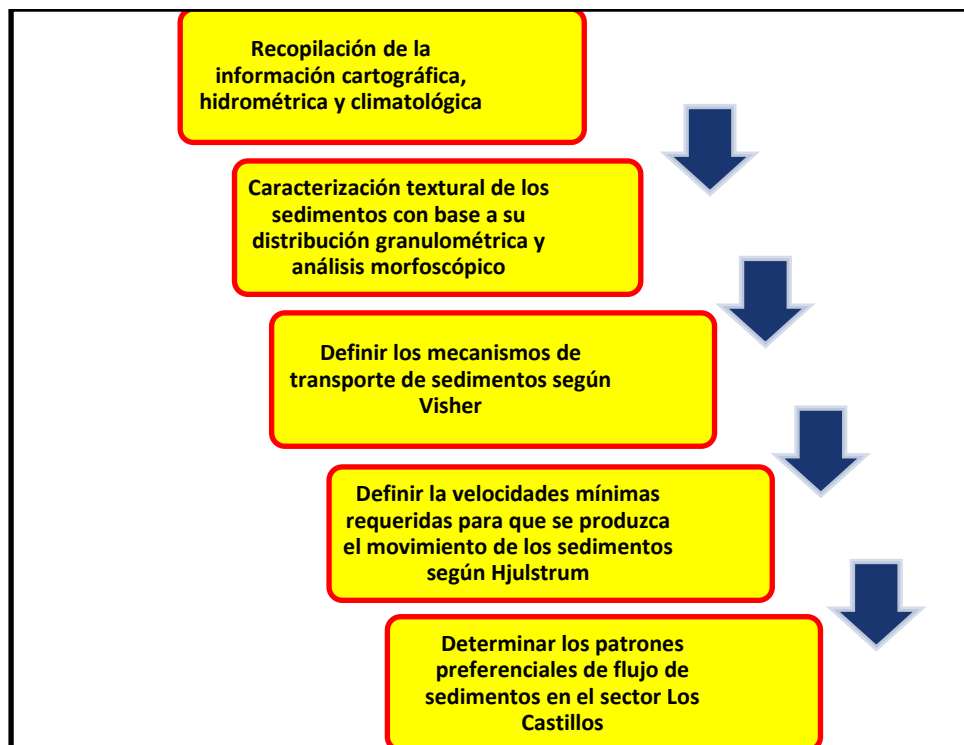 Recopilación de la
información cartográfica,
hidrométrica y climatológica
Caracterización textural de los
sedimentos con base a su
distribución granulométrica y
análisis morfoscópico
Definir los mecanismos de
transporte de sedimentos según
Visher
Definir la velocidades mínimas
requeridas para que se produzca
el movimiento de los sedimentos
según Hjulstrum
Determinar los patrones
preferenciales de flujo de
sedimentos en el sector Los
Castillos